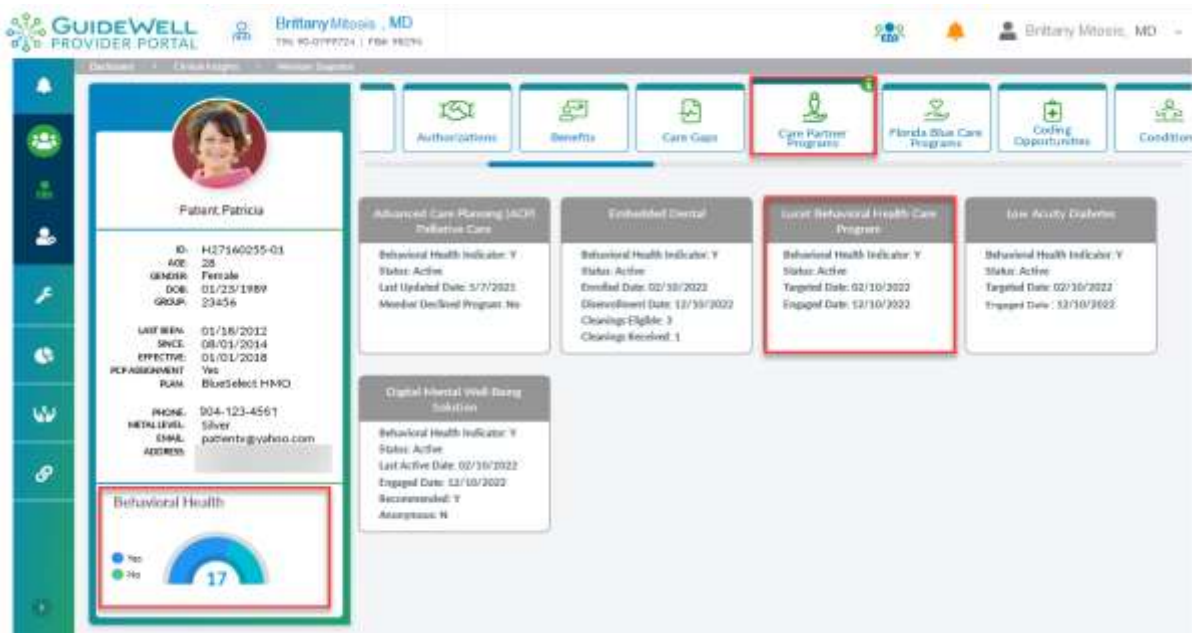 GUIDEWELL
PROVIDER PORTAL
Brittany Mitosis , MD
Brittany Mitosis, MD
Dashboard > Clinical Insights > Member Snapshot
Authorizations
Benefits
Care Gaps
Care Partner
Programs
Florida Blue Care
Programs
Coding
Opportunities
Condition
Patient, Patricia
ID: H27160255-01
AGE: 28
GENDER: Female
DOB: 01/23/1989
GROUP: 23456
LAST SEEN: 01/18/2012
SINCE: 08/01/2014
EFFECTIVE: 01/01/2018
PCP ASSIGNMENT Yes
PLAN: BlueSelect HMO
PHONE: 904-123-4561
METAL LEVEL: Silver
EMAIL: patientx@yahoo.com
ADDRESS:
Behavioral Health
Yes
No
17
Advanced Care Planning (ACP)
Palliative Care
Behavioral Health Indicator: Y
Status: Active
Last Updated Date: 5/7/2021
Member Declined Program: No
Embedded Dental
Behavioral Health Indicator: Y
Status: Active
Enrolled Date: 02/10/2022
Disenrollment Date: 12/10/2022
Cleanings Eligible: 3
Cleanings Received: 1
Lucet Behavioral Health Care
Program
Behavioral Health Indicator: Y
Status: Active
Targeted Date: 02/10/2022
Engaged Date: 12/10/2022
Low Acuity Diabetes
Behavioral Health Indicator: Y
Status: Active
Targeted Date: 02/10/2022
Engaged Date : 12/10/2022
Digital Mental Well-Being
Solution
Behavioral Health Indicator: Y
Status: Active
Last Active Date: 02/10/2022
Engaged Date: 12/10/2022
Recommended: Y
Anonymous: N